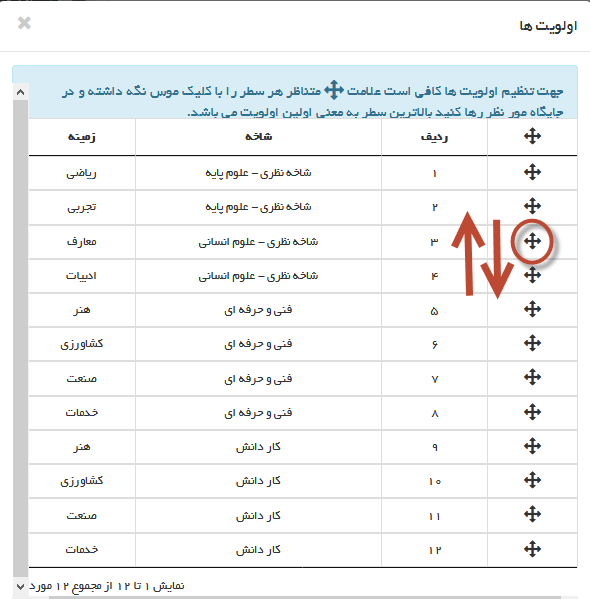 اولویت ها
جهت تنظیم اولویت ها کافی است علامت متناظر هر سطر را با کلیک موس نگه داشته و در
جایگاه مور نظر رها کنید بالاترین سطر به معنی اولین اولویت می باشد.
ردیف شاخه زمینه
۱ شاخه نظری - علوم پایه ریاضی
۲ شاخه نظری - علوم پایه تجربی
۳ شاخه نظری - علوم انسانی معارف
۴ شاخه نظری - علوم انسانی ادبیات
۵ فنی و حرفه ای هنر
۶ فنی و حرفه ای کشاورزی
۷ فنی و حرفه ای صنعت
۸ فنی و حرفه ای خدمات
۹ کار دانش هنر
۱۰ کار دانش کشاورزی
۱۱ کار دانش صنعت
۱۲ کار دانش خدمات
نمایش ۱ تا ۱۲ از مجموع ۱۲ مورد